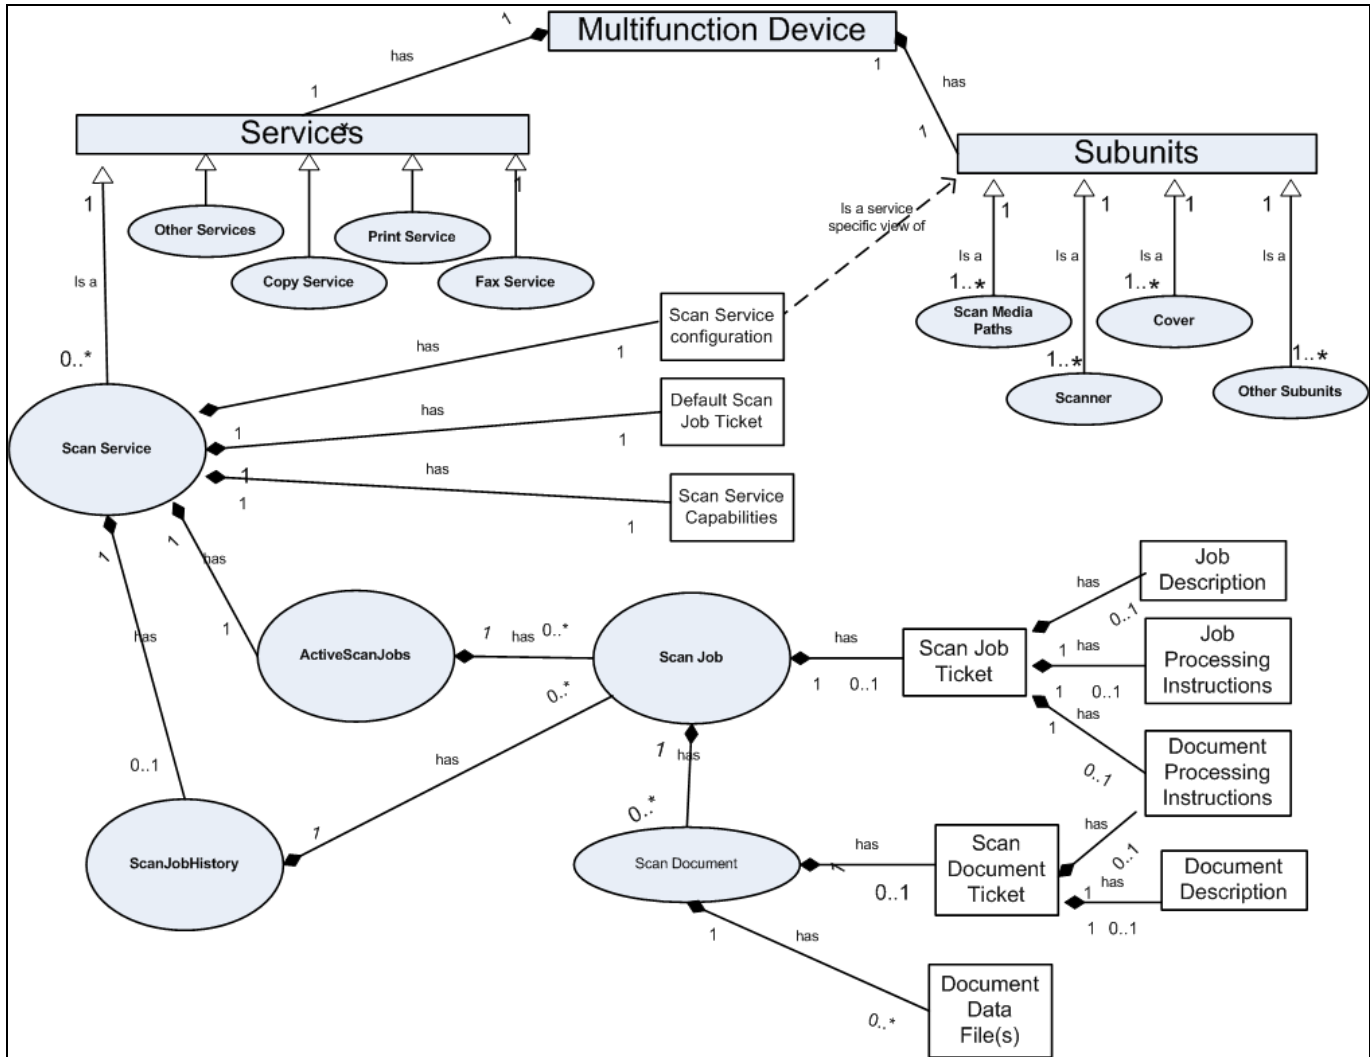 Multifunction Device
1
has
1
1
has
1
Services
*
Subunits
1
1
Is a
0..*
Other Services
Copy Service
Print Service
Fax Service
Is a service
specific view of
1
Is a
1..*
Scan Media
Paths
1
Is a
1..*
Scanner
1
Is a
1..*
Cover
1
Is a
1..*
Other Subunits
Scan Service
has
1
Scan Service
configuration
has
1
1
Default Scan
Job Ticket
has
1
1
1
Scan Service
Capabilities
1
has
1
1
has
0..1
ActiveScanJobs
1
has
0..*
Scan Job
0..*
has
1
ScanJobHistory
has
1
0..1
Scan Job
Ticket
has
0..1
Job
Description
1
has
1
0..1
Job
Processing
Instructions
has
1
0..1
Document
Processing
Instructions
1
has
0..*
Scan Document
has
1
0..1
Scan
Document
Ticket
has
0..1
1
has
1
0..1
Document
Description
1
has
0..*
Document
Data
File(s)